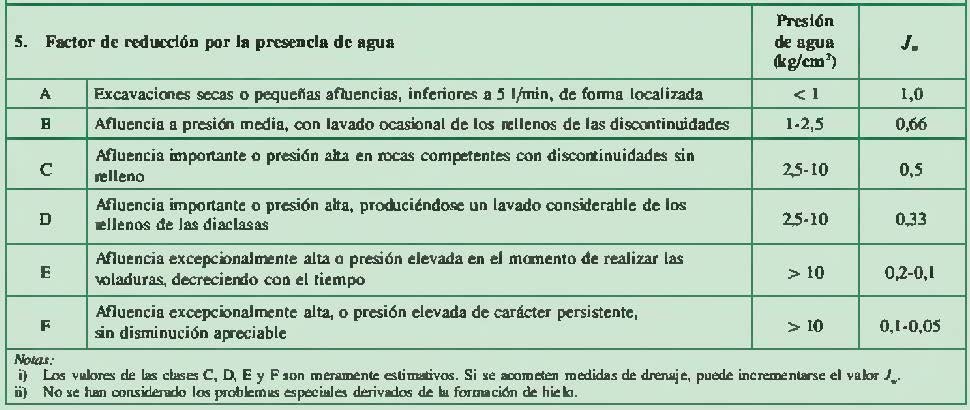 5. Factor de reducción por la presencia de agua
Presión
de agua
(kg/cm²)
Jw
A Excavaciones secas o pequeñas afluencias, inferiores a 5 l/min, de forma localizada < 1 1,0
B Afluencia a presión media, con lavado ocasional de los rellenos de las discontinuidades 1-2,5 0,66
C Afluencia importante o presión alta en rocas competentes con discontinuidades sin
relleno 2,5-10 0,5
D Afluencia importante o presión alta, produciéndose un lavado considerable de los
rellenos de las diaclasas 2,5-10 0,33
E Afluencia excepcionalmente alta o presión elevada en el momento de realizar las
voladuras, decreciendo con el tiempo > 10 0,2-0,1
F Afluencia excepcionalmente alta, o presión elevada de carácter persistente,
sin disminución apreciable > 10 0,1-0,05
Notas:
i) Los valores de las clases C, D, E y F son meramente estimativos. Si se acometen medidas de drenaje, puede incrementarse el valor Jw.
ii) No se han considerado los problemas especiales derivados de la formación de hielo.